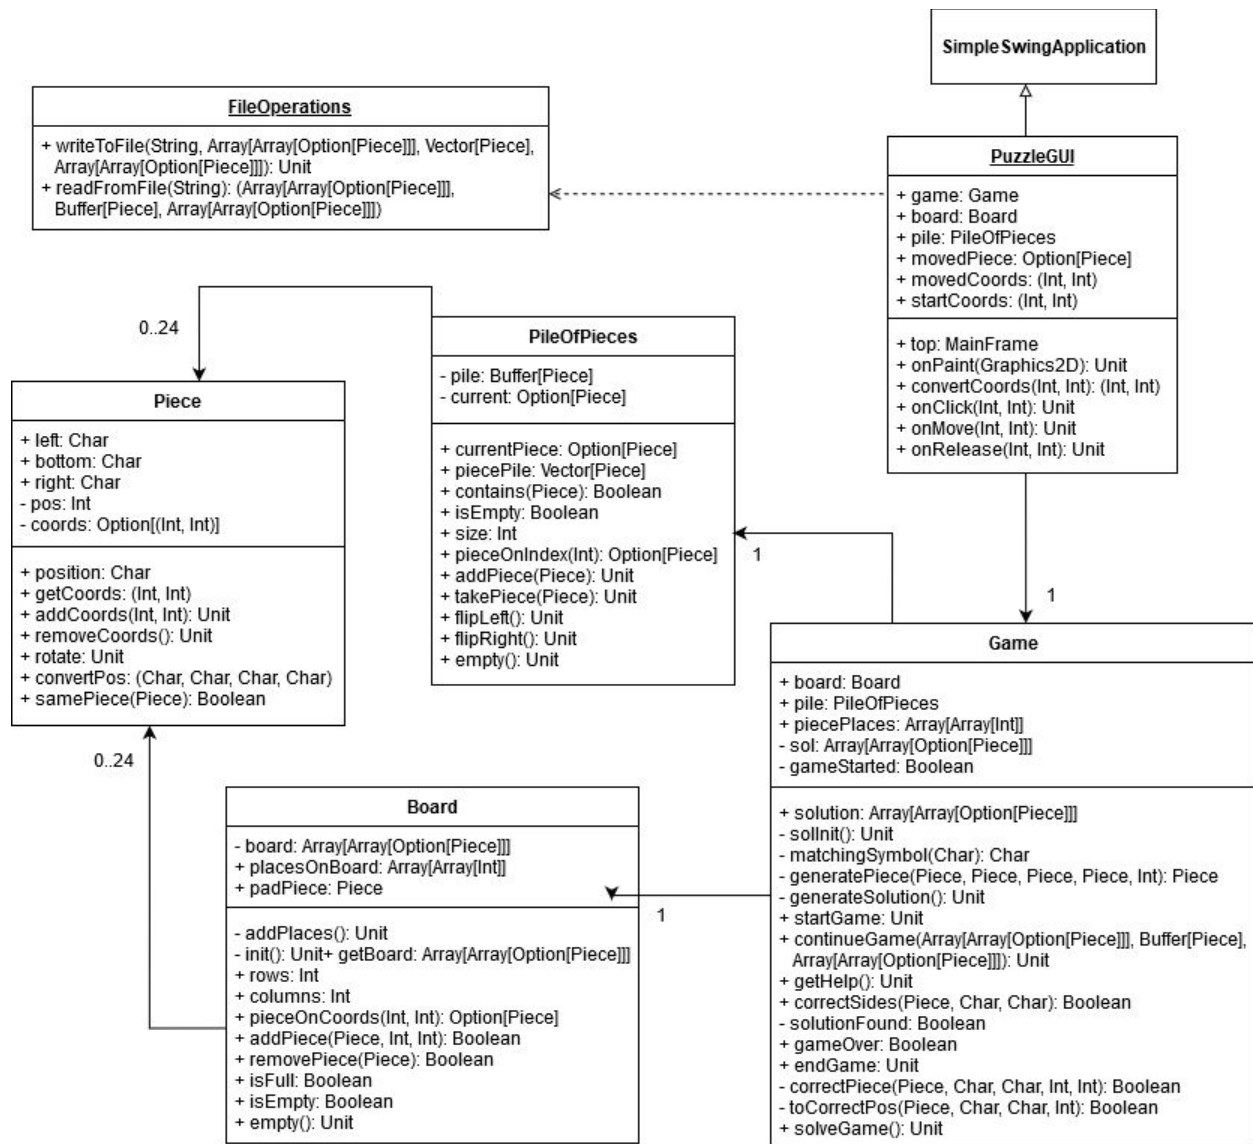 SimpleSwingApplication
FileOperations
+ writeToFile(String, Array[Array[Option[Piece]]], Vector[Piece],
Array[Array[Option[Piece]]]): Unit
+ readFromFile(String): (Array[Array[Option[Piece]]],
Buffer[Piece], Array[Array[Option[Piece]]])
PuzzleGUI
+ game: Game
+ board: Board
+ pile: PileOfPieces
+ movedPiece: Option[Piece]
+ movedCoords: (Int, Int)
+ startCoords: (Int, Int)
+ top: MainFrame
+ onPaint(Graphics2D): Unit
+ convertCoords(Int, Int): (Int, Int)
+ onClick(Int, Int): Unit
+ onMove(Int, Int): Unit
+ onRelease(Int, Int): Unit
0..24
PileOfPieces
- pile: Buffer[Piece]
- current: Option[Piece]
+ currentPiece: Option[Piece]
+ piecePile: Vector[Piece]
+ contains(Piece): Boolean
+ isEmpty: Boolean
+ size: Int
+ pieceOnIndex(Int): Option[Piece]
+ addPiece(Piece): Unit
+ takePiece(Piece): Unit
+ flipLeft(): Unit
+ flipRight(): Unit
+ empty(): Unit
Piece
+ left: Char
+ bottom: Char
+ right: Char
- pos: Int
- coords: Option[(Int, Int)]
+ position: Char
+ getCoords: (Int, Int)
+ addCoords(Int, Int): Unit
+ removeCoords(): Unit
+ rotate: Unit
+ convertPos: (Char, Char, Char, Char)
+ samePiece(Piece): Boolean
1
1
Game
+ board: Board
+ pile: PileOfPieces
+ piecePlaces: Array[Array[Int]]
- sol: Array[Array[Option[Piece]]]
- gameStarted: Boolean
+ solution: Array[Array[Option[Piece]]]
- solInit(): Unit
- matchingSymbol(Char): Char
- generatePiece(Piece, Piece, Piece, Piece, Int): Piece
- generateSolution(): Unit
+ startGame: Unit
+ continueGame(Array[Array[Option[Piece]]], Buffer[Piece],
Array[Array[Option[Piece]]]): Unit
+ getHelp(): Unit
+ correctSides(Piece, Char, Char): Boolean
- solutionFound: Boolean
+ gameOver: Boolean
+ endGame: Unit
- correctPiece(Piece, Char, Char, Int, Int): Boolean
- toCorrectPos(Piece, Char, Char, Int): Boolean
+ solveGame(): Unit
0..24
Board
- board: Array[Array[Option[Piece]]]
+ placesOnBoard: Array[Array[Int]]
+ padPiece: Piece
- addPlaces(): Unit
- init(): Unit+ getBoard: Array[Array[Option[Piece]]]
+ rows: Int
+ columns: Int
+ pieceOnCoords(Int, Int): Option[Piece]
+ addPiece(Piece, Int, Int): Boolean
+ removePiece(Piece): Boolean
+ isFull: Boolean
+ isEmpty: Boolean
+ empty(): Unit
1